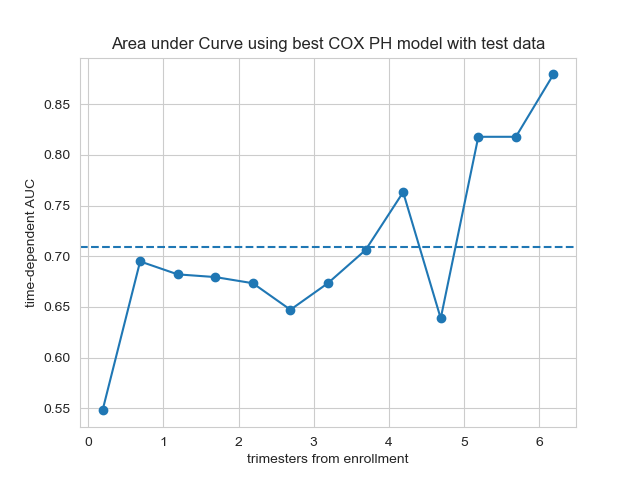 Area under Curve using best COX PH model with test data
time-dependent AUC
0.85
0.80
0.75
0.70
0.65
0.60
0.55
0 1 2 3 4 5 6
trimesters from enrollment